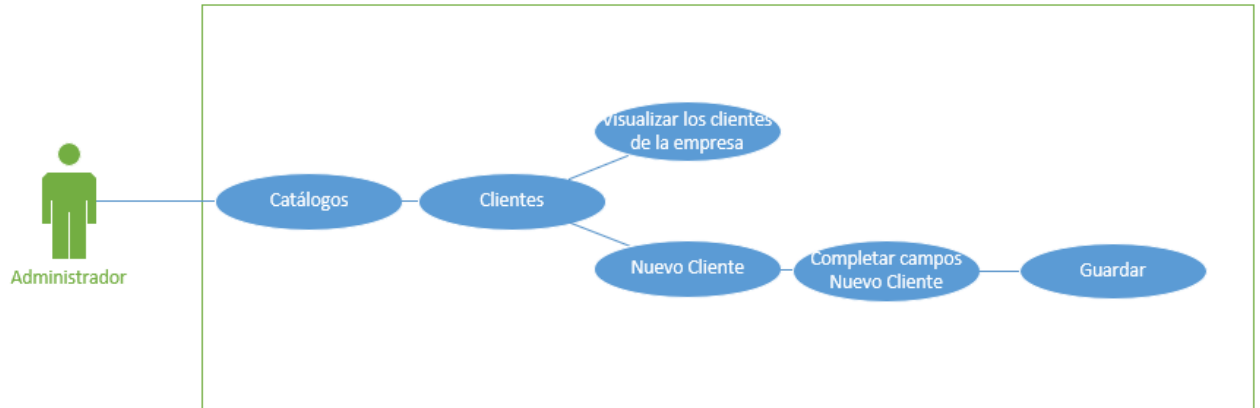 Visualizar los clientes
de la empresa
Catálogos
Clientes
Nuevo Cliente
Completar campos
Nuevo Cliente
Guardar
Administrador